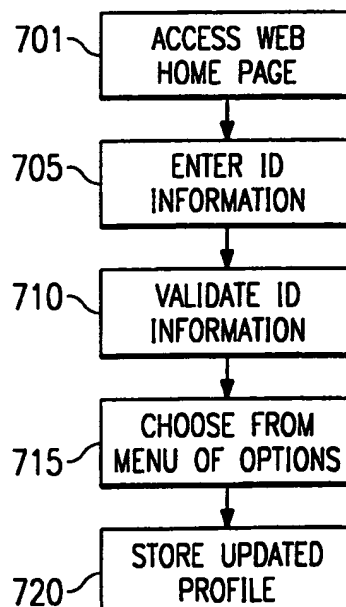 701
ACCESS WEB
HOME PAGE
705
ENTER ID
INFORMATION
710
VALIDATE ID
INFORMATION
715
CHOOSE FROM
MENU OF OPTIONS
720
STORE UPDATED
PROFILE